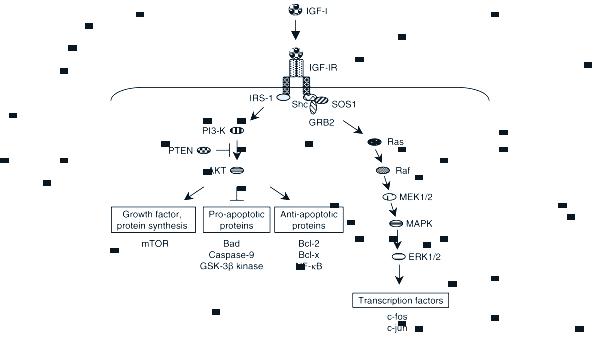 IGF-I
IGF-IR
IRS-1
Shc
SOS1
GRB2
PI3-K
PTEN
AKT
Ras
Raf
MEK1/2
MAPK
ERK1/2
Growth factor,
protein synthesis
mTOR
Pro-apoptotic
proteins
Bad
Caspase-9
GSK-3β kinase
Anti-apoptotic
proteins
Bcl-2
Bcl-x
NF-κB
Transcription factors
c-fos
c-jun